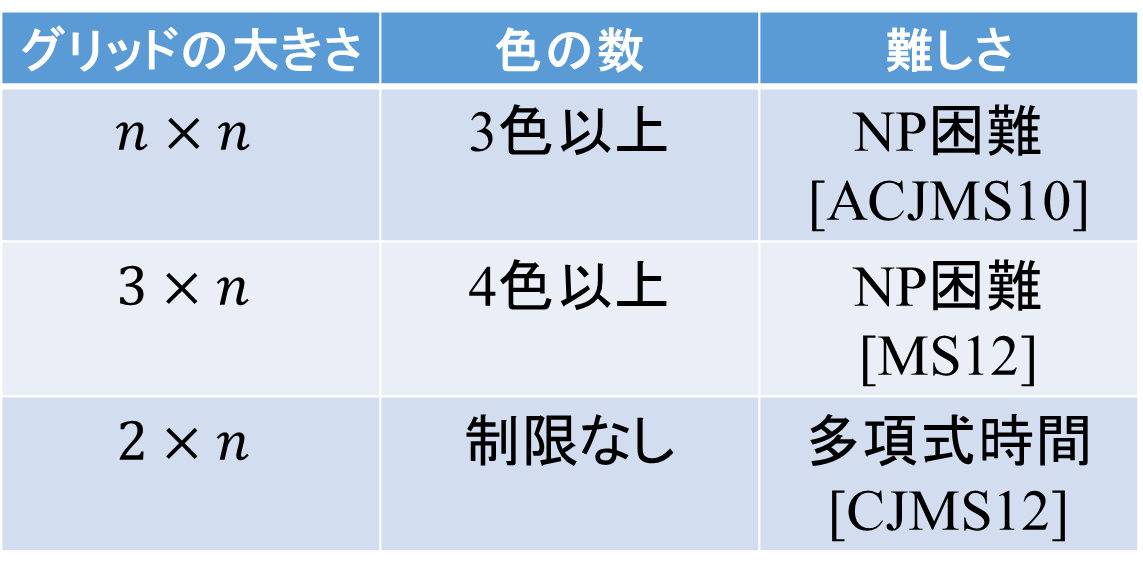 グリッドの大きさ 色の数 難しさ
n × n 3色以上 NP困難
[ACJMS10]
3 × n 4色以上 NP困難
[MS12]
2 × n 制限なし 多項式時間
[CJMS12]